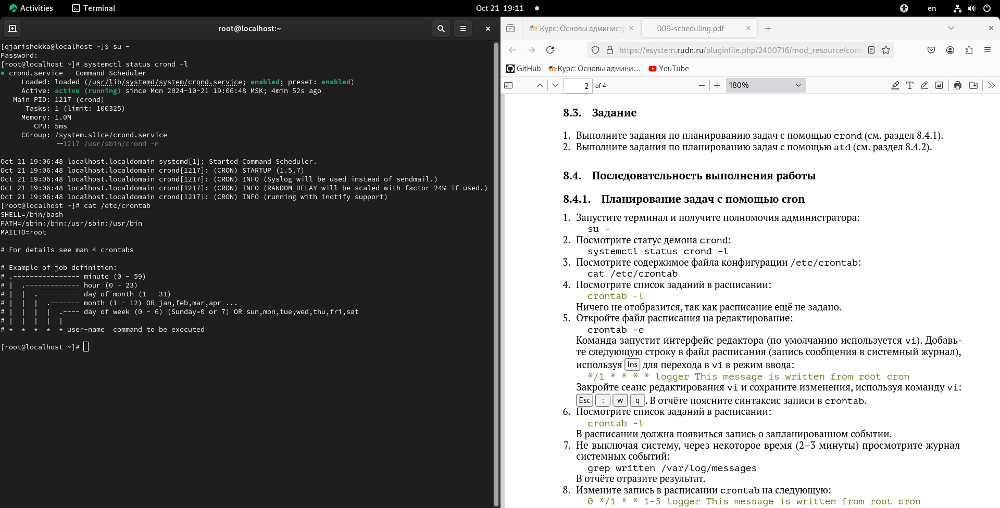 Activities
Terminal
Oct 21 19:11
en
root@localhost:~
[qjarishekka@localhost ~]$ su -
Password:
[root@localhost ~]# systemctl status crond -l
● crond.service - Command Scheduler
Loaded: loaded (/usr/lib/systemd/system/crond.service; enabled; preset: enabled)
Active: active (running) since Mon 2024-10-21 19:06:48 MSK; 4min 52s ago
Main PID: 1217 (crond)
Tasks: 1 (limit: 100325)
Memory: 1.0M
CPU: 5ms
CGroup: /system.slice/crond.service
└─1217 /usr/sbin/crond -n
Oct 21 19:06:48 localhost.localdomain systemd[1]: Started Command Scheduler.
Oct 21 19:06:48 localhost.localdomain crond[1217]: (CRON) STARTUP (1.5.7)
Oct 21 19:06:48 localhost.localdomain crond[1217]: (CRON) INFO (Syslog will be used instead of sendmail.)
Oct 21 19:06:48 localhost.localdomain crond[1217]: (CRON) INFO (RANDOM_DELAY will be scaled with factor 24% if used.)
Oct 21 19:06:48 localhost.localdomain crond[1217]: (CRON) INFO (running with inotify support)
[root@localhost ~]# cat /etc/crontab
SHELL=/bin/bash
PATH=/sbin:/bin:/usr/sbin:/usr/bin
MAILTO=root
# For details see man 4 crontabs
# Example of job definition:
# .---------------- minute (0 - 59)
# |  .------------- hour (0 - 23)
# |  |  .---------- day of month (1 - 31)
# |  |  |  .------- month (1 - 12) OR jan,feb,mar,apr ...
# |  |  |  |  .---- day of week (0 - 6) (Sunday=0 or 7) OR sun,mon,tue,wed,thu,fri,sat
# |  |  |  |  |
# *  *  *  *  * user-name  command to be executed
[root@localhost ~]#
Курс: Основы администр
009-scheduling.pdf
https://esystem.rudn.ru/pluginfile.php/2400716/mod_resource/cont
GitHub
Курс: Основы админи…
YouTube
2 of 4
180%
8.3. Задание
1. Выполните задания по планированию задач с помощью crond (см. раздел 8.4.1).
2. Выполните задания по планированию задач с помощью atd (см. раздел 8.4.2).
8.4. Последовательность выполнения работы
8.4.1. Планирование задач с помощью cron
1. Запустите терминал и получите полномочия администратора:
su -
2. Посмотрите статус демона crond:
systemctl status crond -l
3. Посмотрите содержимое файла конфигурации /etc/crontab:
cat /etc/crontab
4. Посмотрите список заданий в расписании:
crontab -l
Ничего не отобразится, так как расписание ещё не задано.
5. Откройте файл расписания на редактирование:
crontab -e
Команда запустит интерфейс редактора (по умолчанию используется vi). Добавь-
те следующую строку в файл расписания (запись сообщения в системный журнал),
используя Ins для перехода в vi в режим ввода:
*/1 * * * * logger This message is written from root cron
Закройте сеанс редактирования vi и сохраните изменения, используя команду vi:
Esc : w q. В отчёте поясните синтаксис записи в crontab.
6. Посмотрите список заданий в расписании:
crontab -l
В расписании должна появиться запись о запланированном событии.
7. Не выключая систему, через некоторое время (2–3 минуты) просмотрите журнал
системных событий:
grep written /var/log/messages
В отчёте отразите результат.
8. Измените запись в расписании crontab на следующую:
0 */1 * * 1-5 logger This message is written from root cron